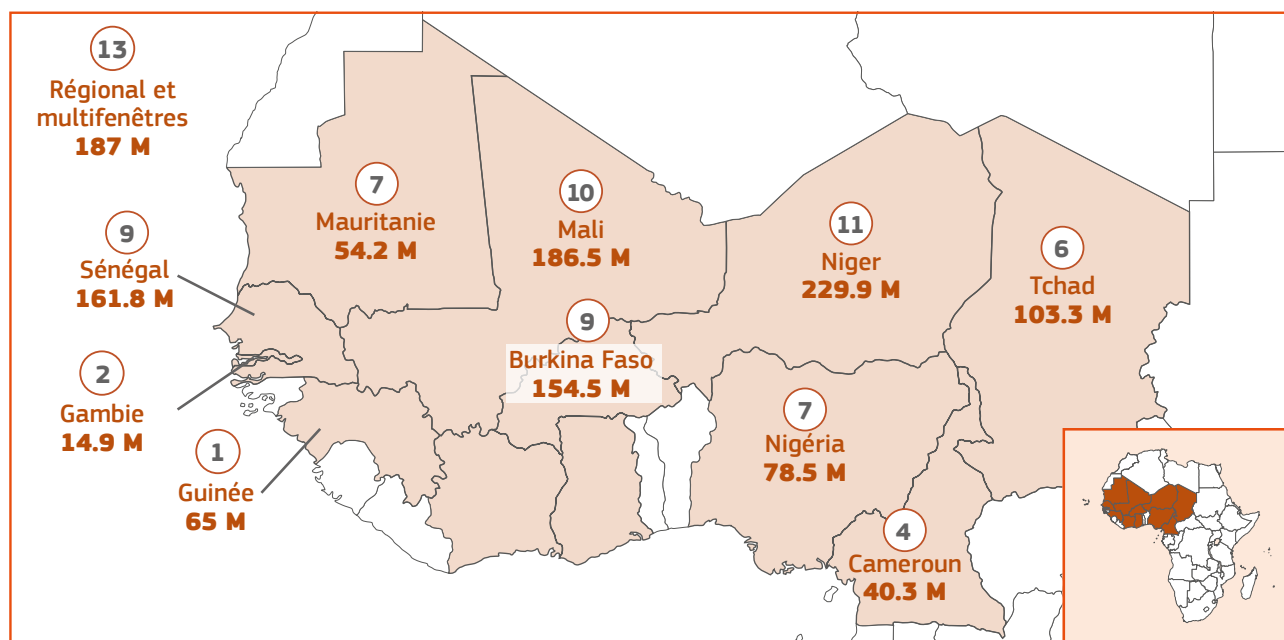 13
Régional et
multifenêtres
187 M
7
Mauritanie
54.2 M
10
Mali
186.5 M
11
Niger
229.9 M
6
Tchad
103.3 M
9
Sénégal
161.8 M
9
Burkina Faso
154.5 M
2
Gambie
14.9 M
1
Guinée
65 M
7
Nigéria
78.5 M
4
Cameroun
40.3 M